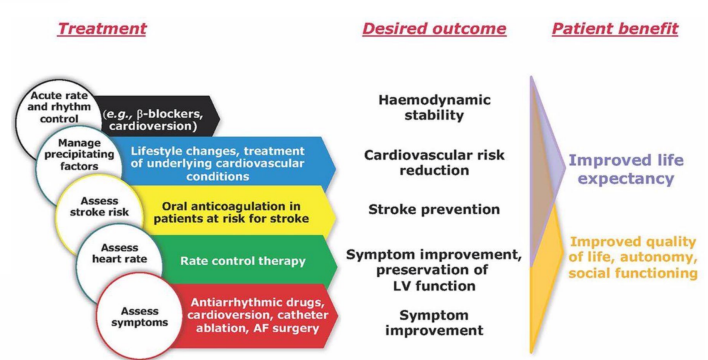 Treatment
Desired outcome
Patient benefit
Acute rate
and rhythm
control
(e.g., β-blockers,
cardioversion)
Haemodynamic
stability
Manage
precipitating
factors
Lifestyle changes, treatment
of underlying cardiovascular
conditions
Cardiovascular risk
reduction
Assess
stroke risk
Oral anticoagulation in
patients at risk for stroke
Stroke prevention
Assess
heart rate
Rate control therapy
Symptom improvement,
preservation of
LV function
Assess
symptoms
Antiarrhythmic drugs,
cardioversion, catheter
ablation, AF surgery
Symptom
improvement
Improved life
expectancy
Improved quality
of life, autonomy,
social functioning